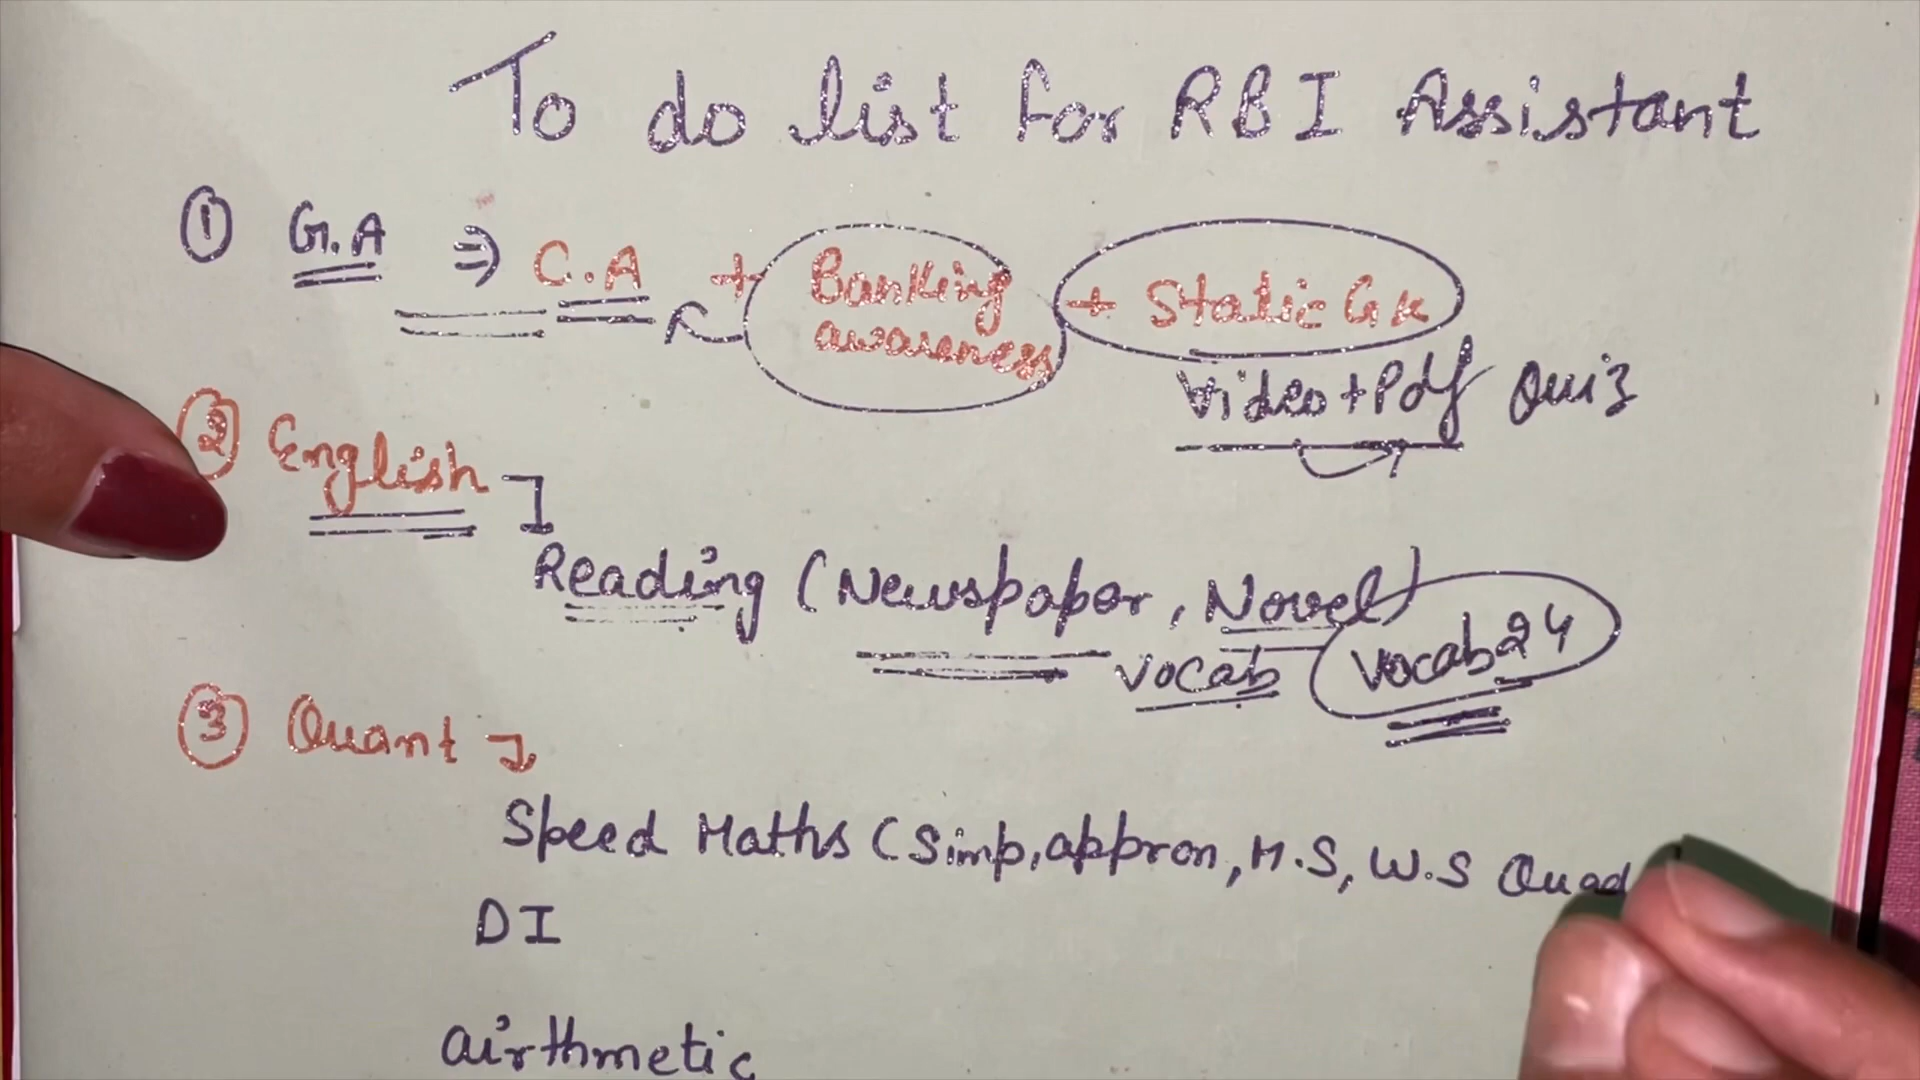 To do list for RBI Assistant
① G.A ⇒ C.A + Banking awareness + Static Gk
Video+Pdf Quiz
② English
Reading (Newspaper, Novel)
vocab vocab24
③ Quant
Speed Maths (Simp, approx, M.S, W.S Quad
DI
airthmetic